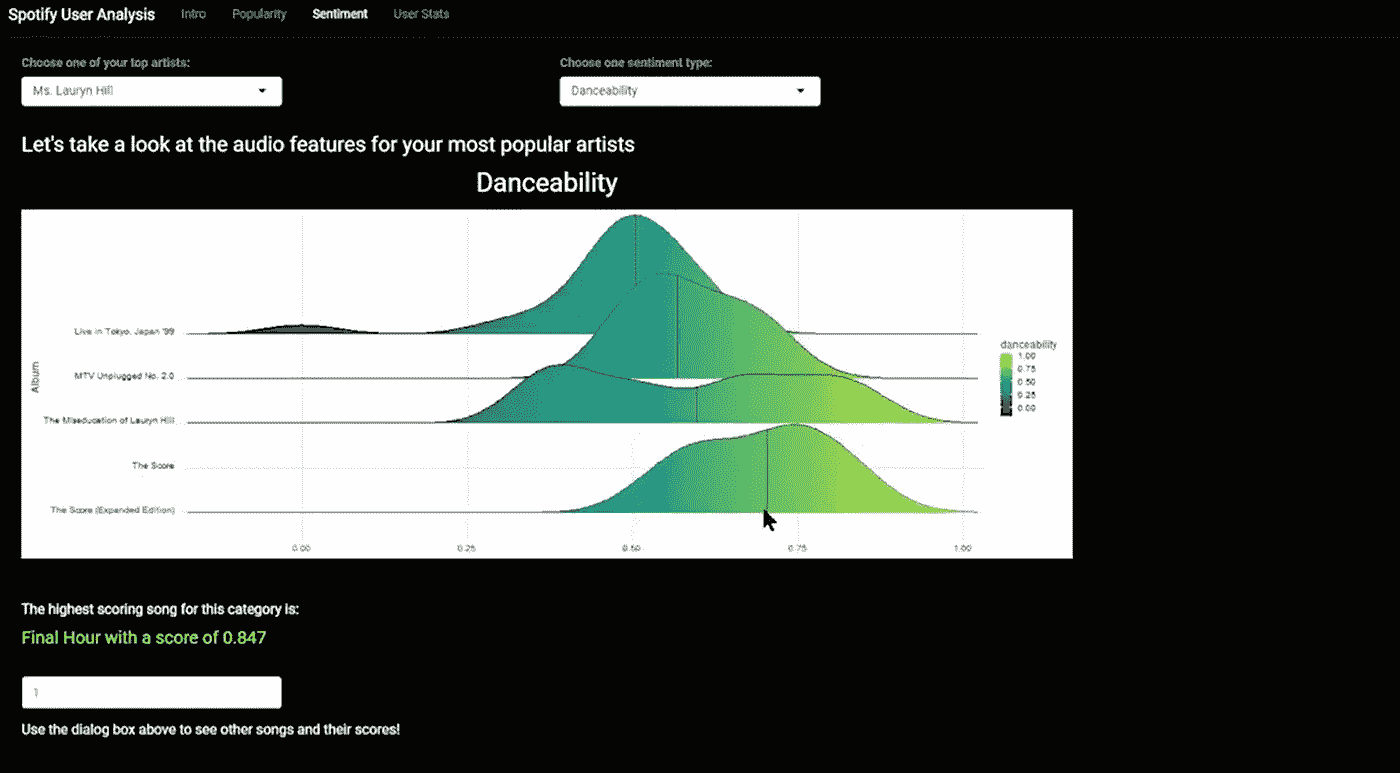 Spotify User Analysis Intro Popularity Sentiment User Stats
Choose one of your top artists: Choose one sentiment type:
Ms. Lauryn Hill Danceability
Let's take a look at the audio features for your most popular artists
Danceability
Live in Tokyo, Japan '99
MTV Unplugged No. 2.0
The Miseducation of Lauryn Hill
The Score
The Score (Expanded Edition)
Album
0.00 0.25 0.50 0.75 1.00
danceability
1.00
0.75
0.50
0.25
0.00
The highest scoring song for this category is:
Final Hour with a score of 0.847
1
Use the dialog box above to see other songs and their scores!